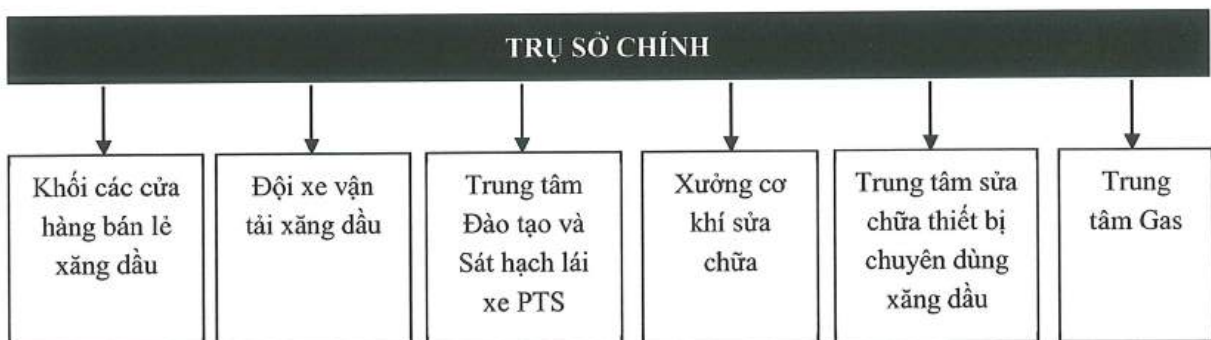 TRỤ SỞ CHÍNH
Khối các cửa
hàng bán lẻ
xăng dầu
Đội xe vận
tải xăng dầu
Trung tâm
Đào tạo và
Sát hạch lái
xe PTS
Xưởng cơ
khí sửa
chữa
Trung tâm sửa
chữa thiết bị
chuyên dùng
xăng dầu
Trung
tâm Gas